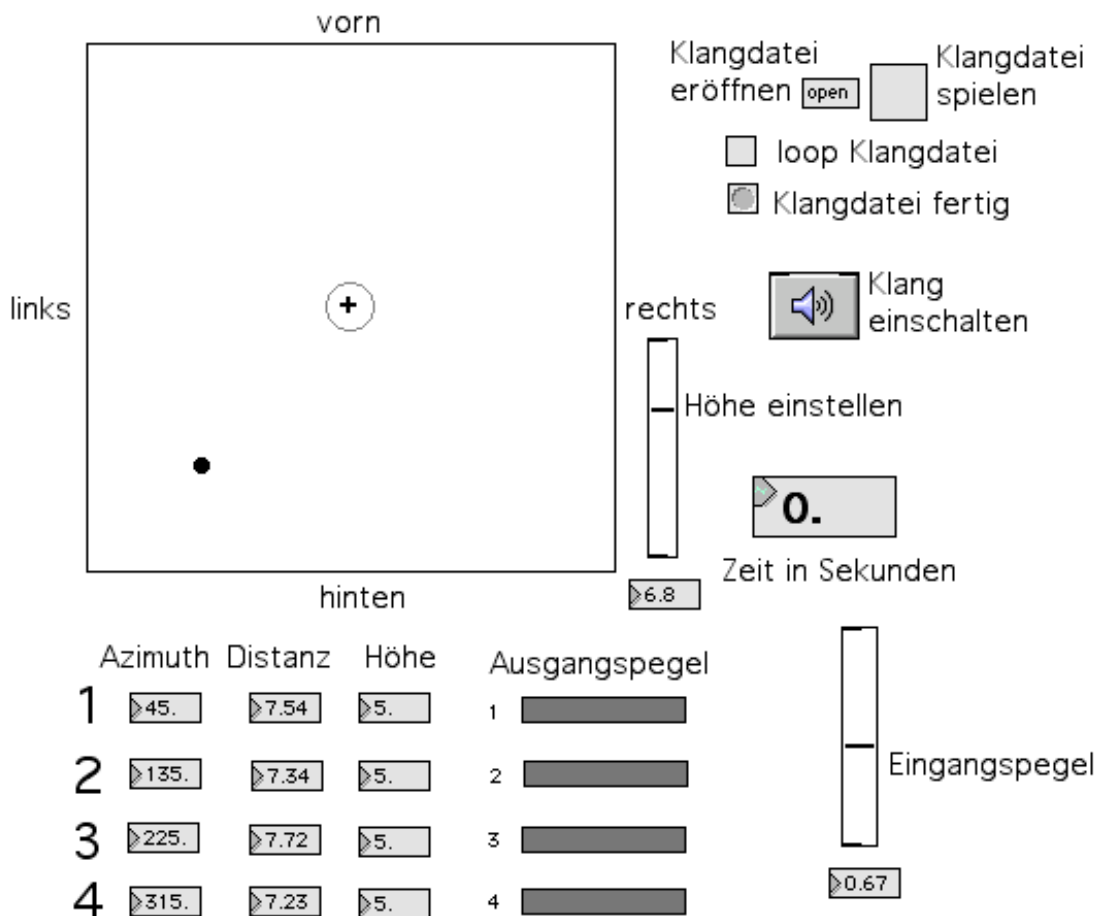 vorn
Klangdatei
eröffnen
open
Klangdatei
spielen
loop Klangdatei
Klangdatei fertig
links
rechts
Klang
einschalten
Höhe einstellen
0.
Zeit in Sekunden
hinten
6.8
Azimuth Distanz Höhe
Ausgangspegel
1 45. 7.54 5. 1
2 135. 7.34 5. 2
Eingangspegel
3 225. 7.72 5. 3
0.67
4 315. 7.23 5. 4